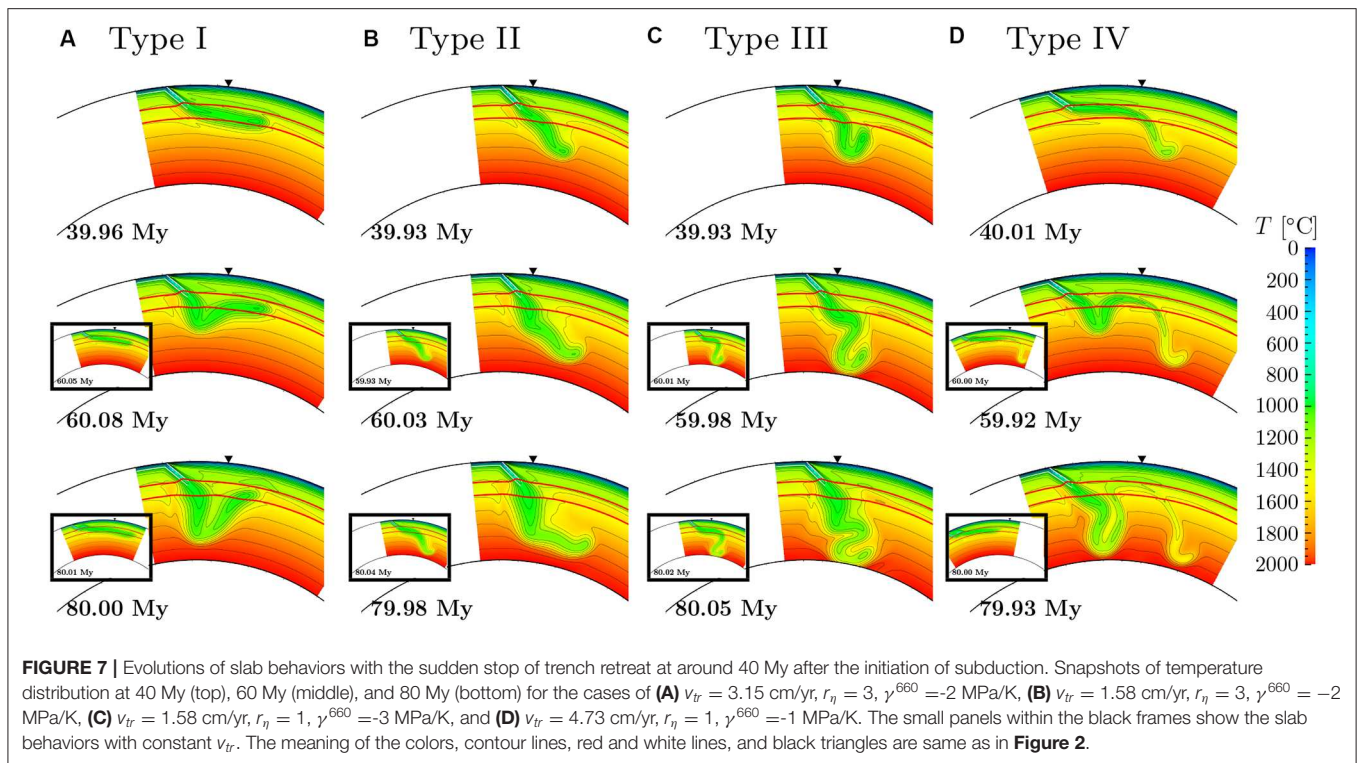 A Type I
B Type II
C Type III
D Type IV
39.96 My
39.93 My
39.93 My
40.01 My
T [°C]
0
200
400
600
800
1000
1200
1400
1600
1800
2000
60.05 My
59.93 My
60.01 My
60.00 My
60.08 My
60.03 My
59.98 My
59.92 My
80.01 My
80.04 My
80.02 My
80.00 My
80.00 My
79.98 My
80.05 My
79.93 My
FIGURE 7 | Evolutions of slab behaviors with the sudden stop of trench retreat at around 40 My after the initiation of subduction. Snapshots of temperature
distribution at 40 My (top), 60 My (middle), and 80 My (bottom) for the cases of (A) v_tr = 3.15 cm/yr, r_η = 3, γ^660 =-2 MPa/K, (B) v_tr = 1.58 cm/yr, r_η = 3, γ^660 = −2
MPa/K, (C) v_tr = 1.58 cm/yr, r_η = 1, γ^660 =-3 MPa/K, and (D) v_tr = 4.73 cm/yr, r_η = 1, γ^660 =-1 MPa/K. The small panels within the black frames show the slab
behaviors with constant v_tr. The meaning of the colors, contour lines, red and white lines, and black triangles are same as in Figure 2.